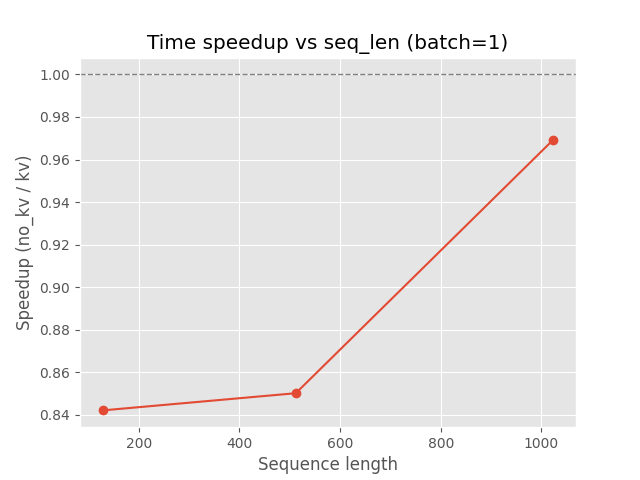 Time speedup vs seq_len (batch=1)
Speedup (no_kv / kv)
1.00
0.98
0.96
0.94
0.92
0.90
0.88
0.86
0.84
200 400 600 800 1000
Sequence length